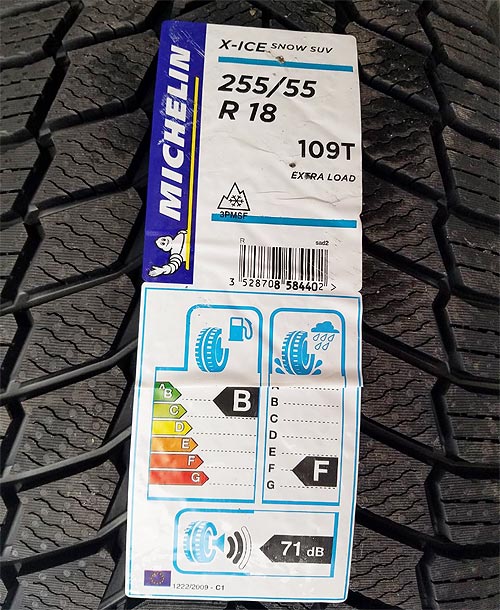 MICHELIN
X-ICE SNOW SUV
255/55
R 18
109T
EXTRA LOAD
3PMSF
R sad2
3 528708 584402 >
A
B
C
D
E
F
G
B
A
B
C
D
E
F
G
F
71 dB
1222/2009 - C1